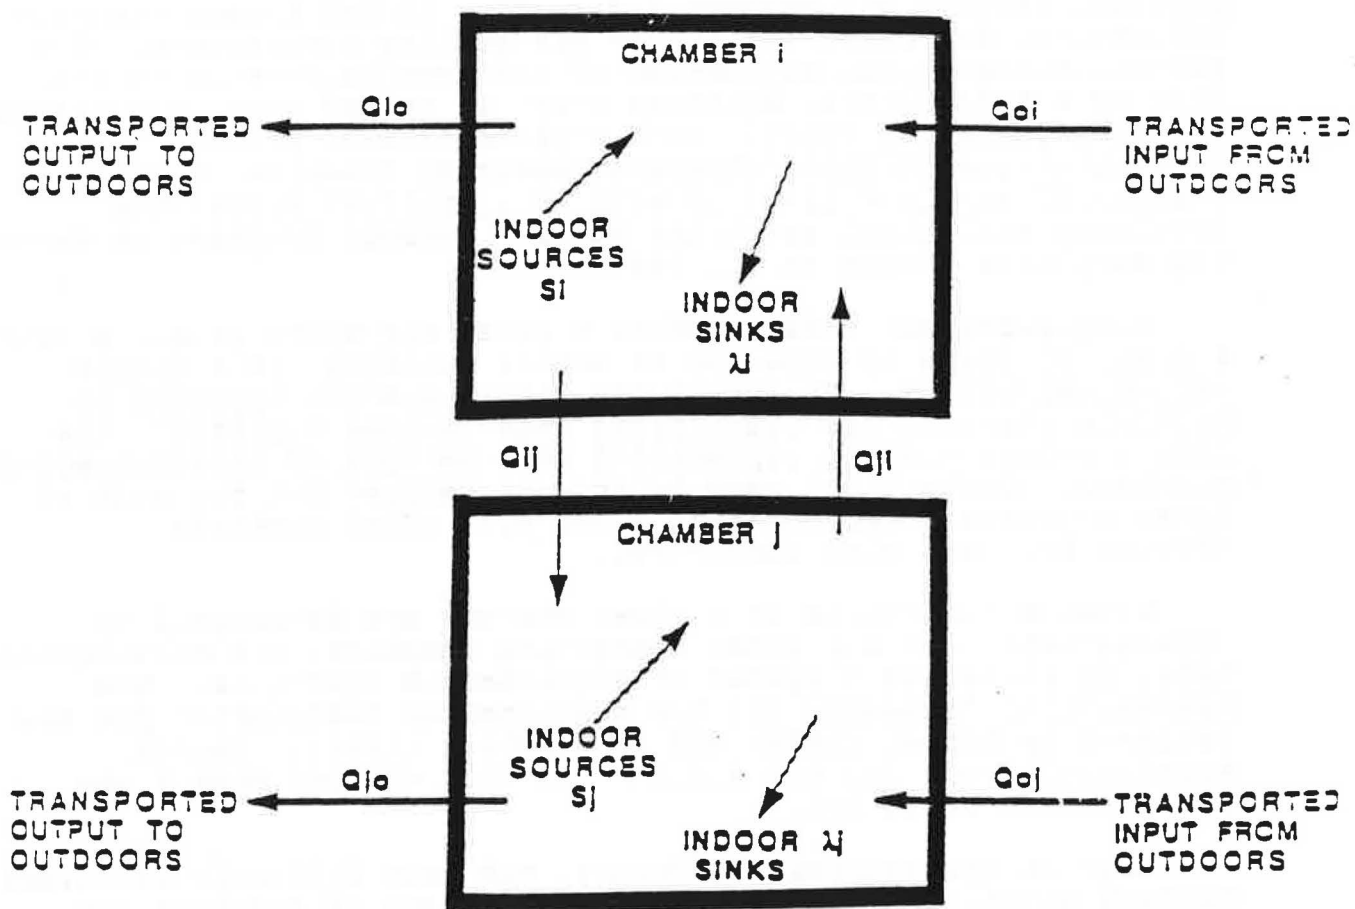 CHAMBER i
Qio
Qoi
TRANSPORTED
OUTPUT TO
OUTDOORS
TRANSPORTED
INPUT FROM
OUTDOORS
INDOOR
SOURCES
Si
INDOOR
SINKS
λi
Qij
Qji
CHAMBER j
INDOOR
SOURCES
Sj
Qjo
Qoj
TRANSPORTED
OUTPUT TO
OUTDOORS
INDOOR λj
SINKS
TRANSPORTED
INPUT FROM
OUTDOORS